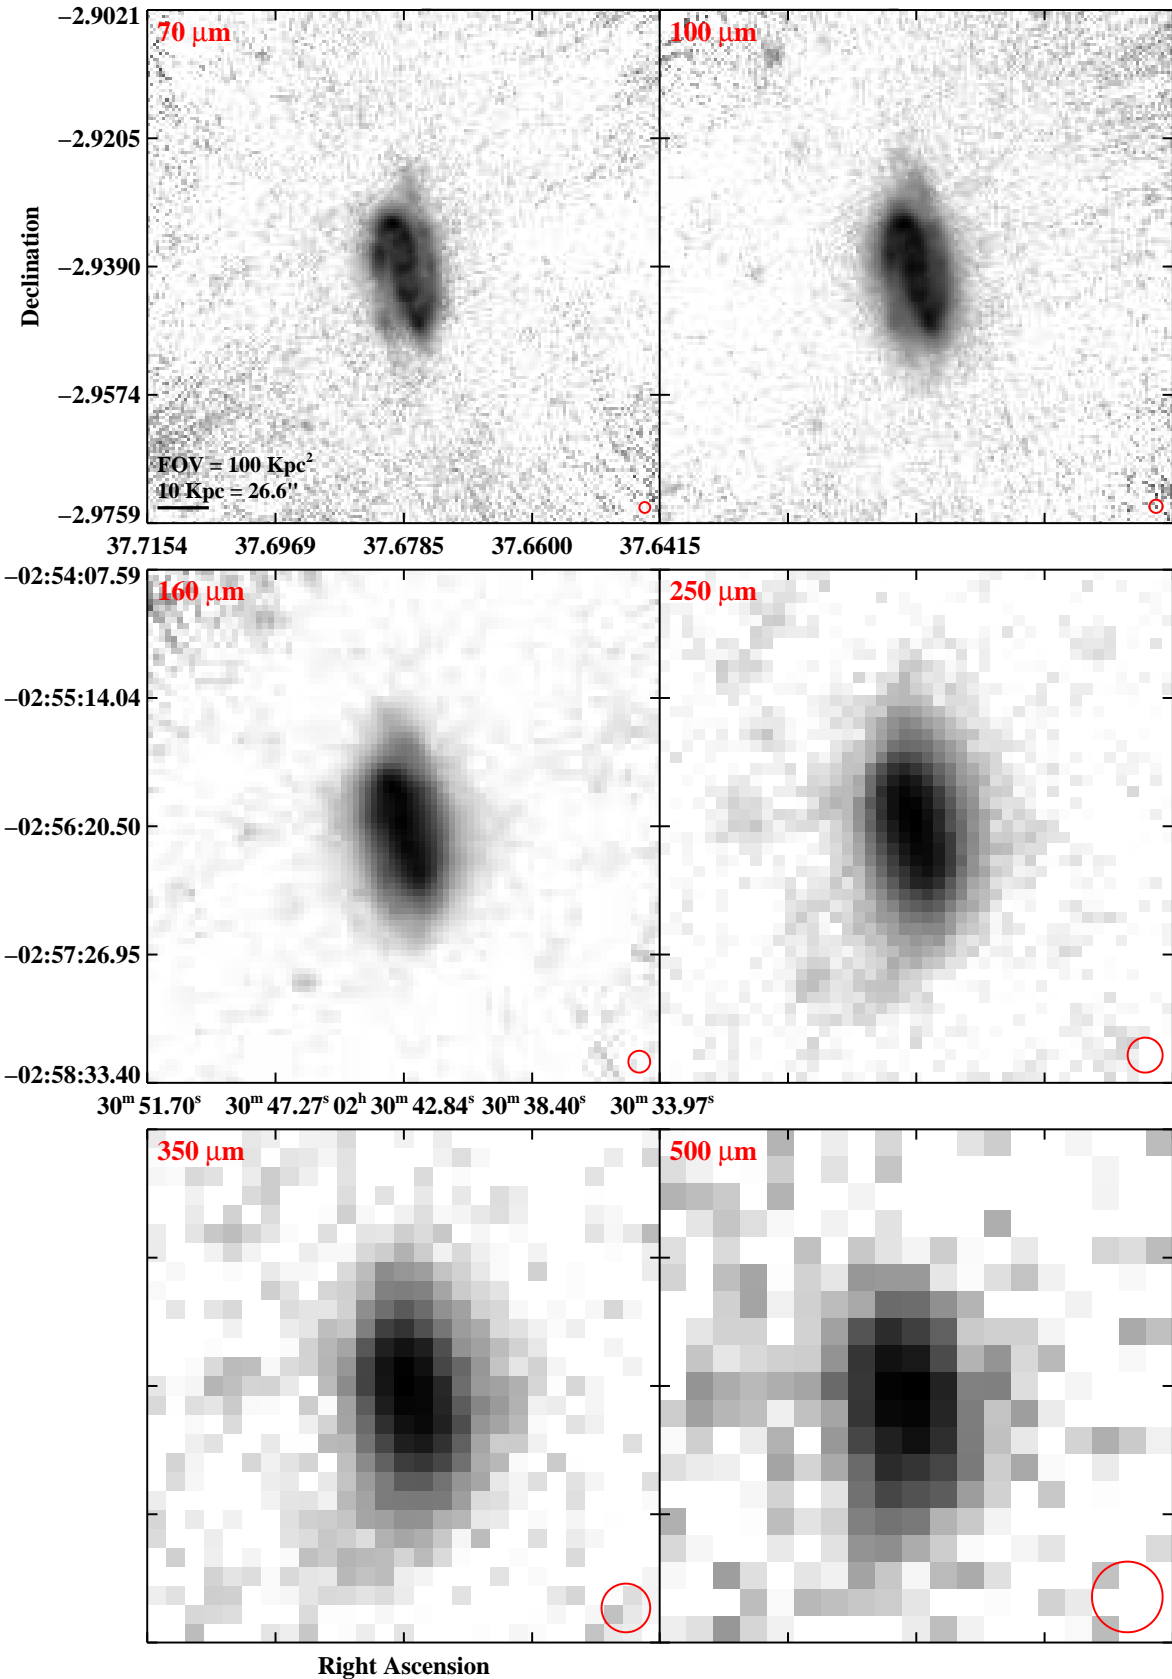 70 μm
100 μm
−2.9021
−2.9205
−2.9390
−2.9574
−2.9759
Declination
FOV = 100 Kpc²
10 Kpc = 26.6"
37.7154 37.6969 37.6785 37.6600 37.6415
160 μm
250 μm
−02:54:07.59
−02:55:14.04
−02:56:20.50
−02:57:26.95
−02:58:33.40
30ᵐ 51.70ˢ 30ᵐ 47.27ˢ 02ʰ 30ᵐ 42.84ˢ 30ᵐ 38.40ˢ 30ᵐ 33.97ˢ
350 μm
500 μm
Right Ascension